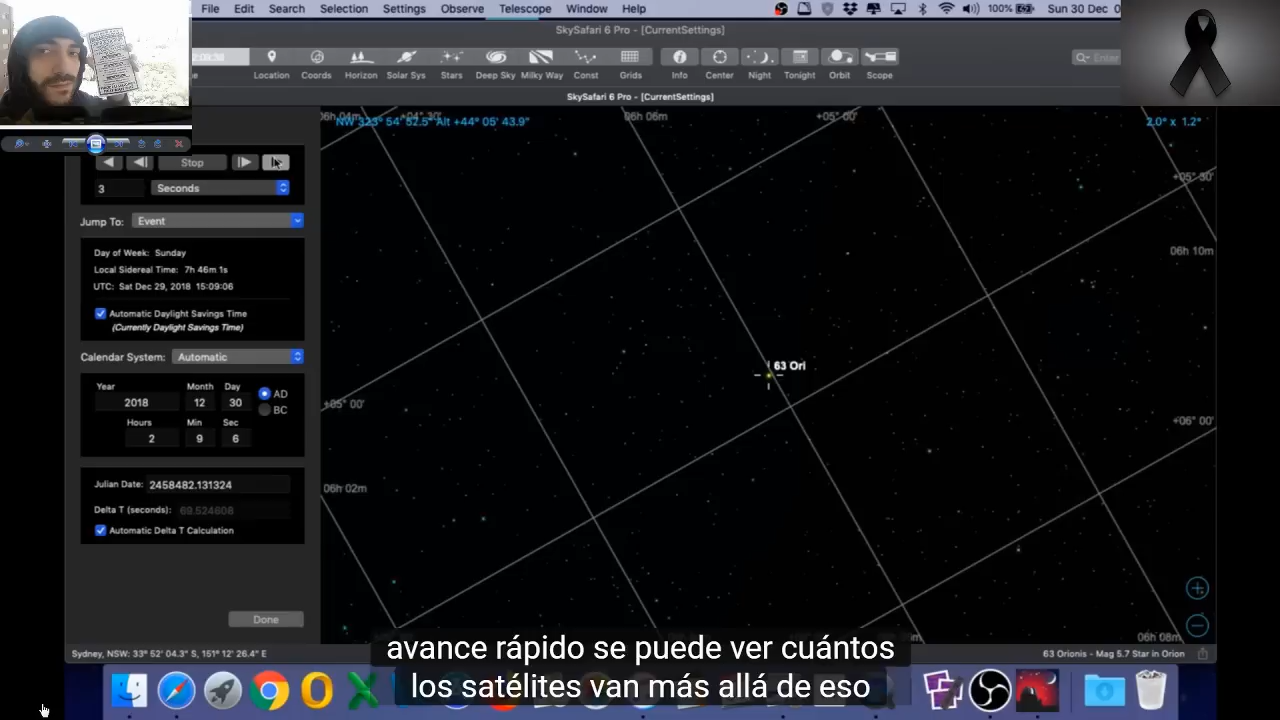 File Edit Search Selection Settings Observe Telescope Window Help 100% Sun 30 Dec
SkySafari 6 Pro - [CurrentSettings]
Location Coords Horizon Solar Sys Stars Deep Sky Milky Way Const Grids Info Center Night Tonight Orbit Scope
Enter
SkySafari 6 Pro - [CurrentSettings]
NW 323° 54' 52.5" Alt +44° 05' 43.9"
06h 06m
+05° 00'
2.0° x 1.2°
Stop
3 Seconds
+05° 30'
Jump To: Event
06h 10m
Day of Week: Sunday
Local Sidereal Time: 7h 46m 1s
UTC: Sat Dec 29, 2018 15:09:06
Automatic Daylight Savings Time
(Currently Daylight Savings Time)
Calendar System: Automatic
63 Ori
Year Month Day
2018 12 30
AD
BC
Hours Min Sec
2 9 6
+05° 00'
+06° 00'
Julian Date: 2458482.131324
06h 02m
Delta T (seconds): 69.524608
Automatic Delta T Calculation
Done
06h 08m
Sydney, NSW: 33° 52' 04.3" S, 151° 12' 26.4" E
63 Orionis - Mag 5.7 Star in Orion
avance rápido se puede ver cuántos
los satélites van más allá de eso